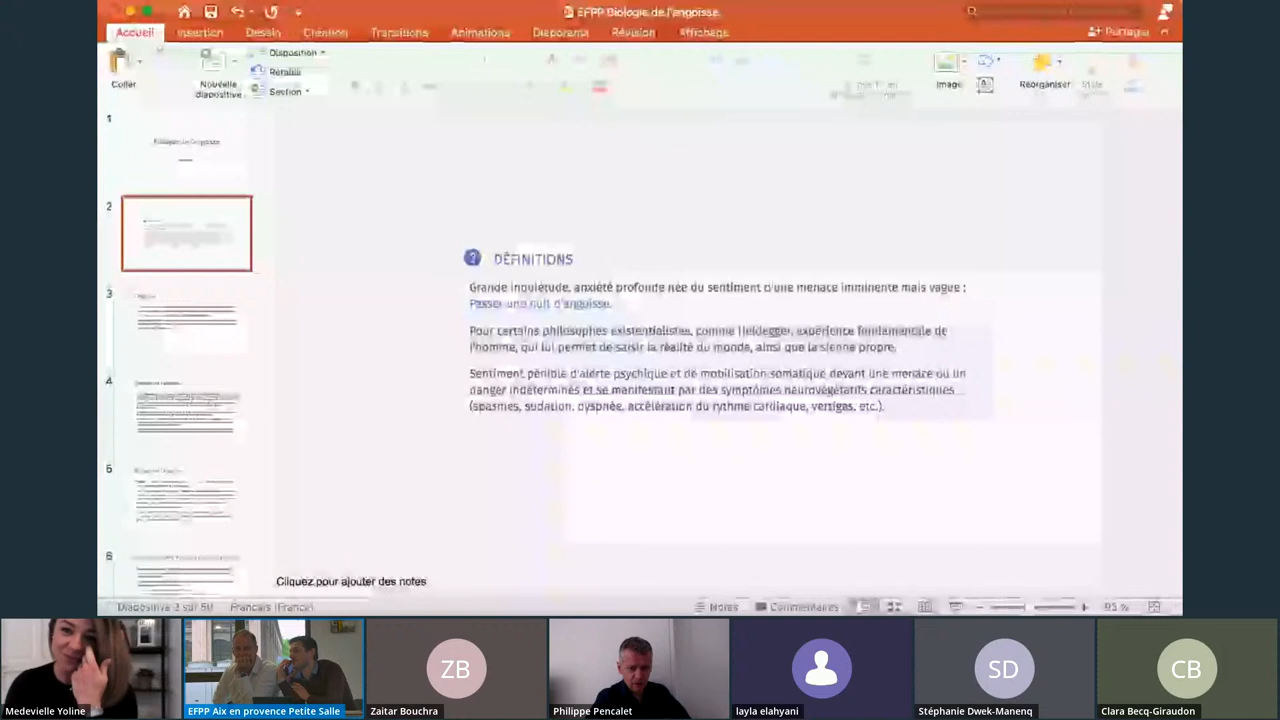 EFPP Biologie de l'angoisse
Accueil Insertion Dessin Création Transitions Animations Diaporama Révision Affichage Partager
Coller
Nouvelle diapositive
Disposition
Rétablir
Section
Image
Réorganiser
1
2
3
4
5
6
? DÉFINITIONS
Grande inquiétude, anxiété profonde née du sentiment d'une menace imminente mais vague :
Passer une nuit d'angoisse.
Pour certains philosophes existentialistes, comme Heidegger, expérience fondamentale de
l'homme, qui lui permet de saisir la réalité du monde, ainsi que la sienne propre.
Sentiment pénible d'alerte psychique et de mobilisation somatique devant une menace ou un
danger indéterminés et se manifestant par des symptômes neurovégétatifs caractéristiques
(spasmes, sudation, dyspnée, accélération du rythme cardiaque, vertiges, etc.).
Cliquez pour ajouter des notes
Français (France) Notes Commentaires
Medevielle Yoline
EFPP Aix en provence Petite Salle
ZB
Zaitar Bouchra
Philippe Pencalet
layla elahyani
SD
Stéphanie Dwek-Maneng
CB
Clara Becq-Giraudon